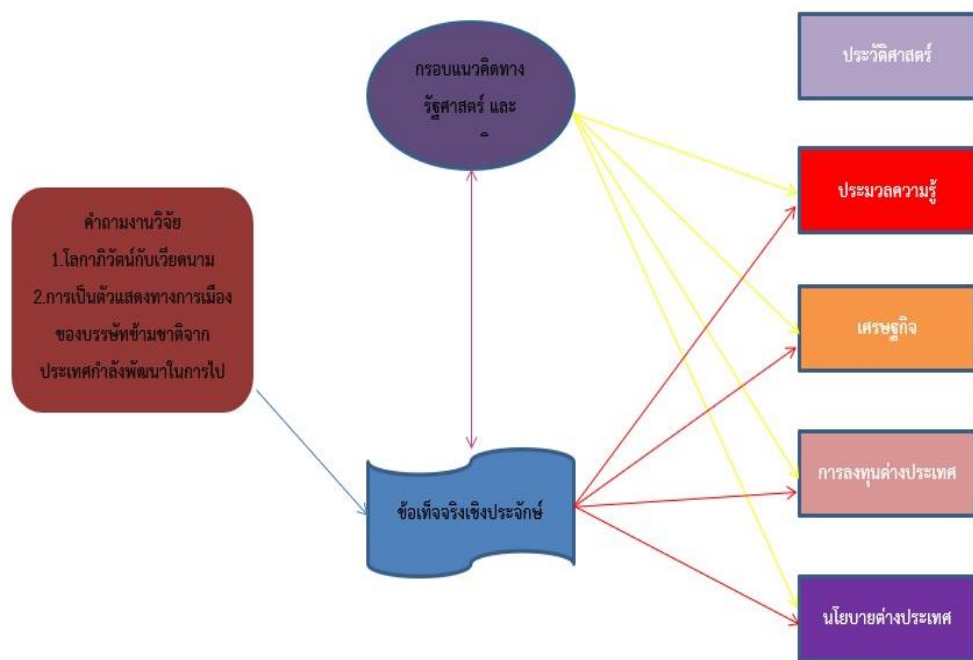 คำถามงานวิจัย
1.โลกาภิวัตน์กับเวียดนาม
2.การเป็นตัวแสดงทางการเมือง
ของบรรษัทข้ามชาติจาก
ประเทศกำลังพัฒนาในการไป
กรอบแนวคิดทาง
รัฐศาสตร์ และ
ข้อเท็จจริงเชิงประจักษ์
ประวัติศาสตร์
ประมวลความรู้
เศรษฐกิจ
การลงทุนต่างประเทศ
นโยบายต่างประเทศ